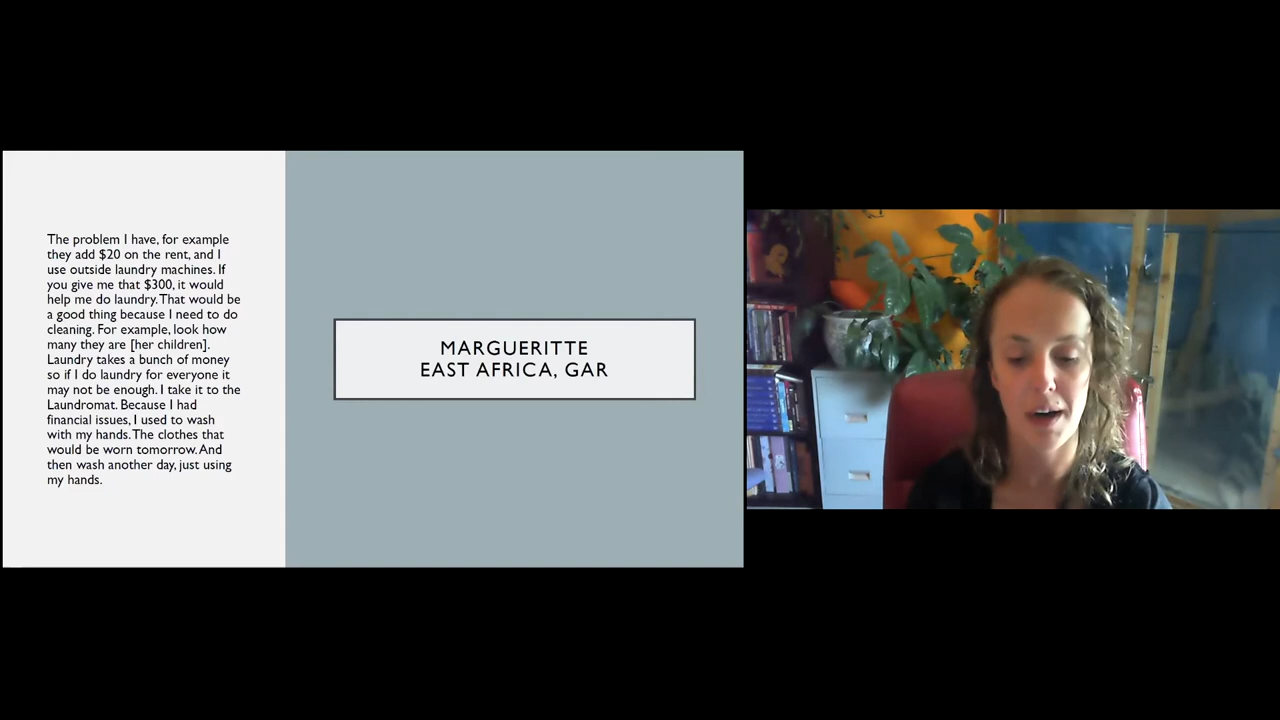 The problem I have, for example
they add $20 on the rent, and I
use outside laundry machines. If
you give me that $300, it would
help me do laundry. That would be
a good thing because I need to do
cleaning. For example, look how
many they are [her children].
Laundry takes a bunch of money
so if I do laundry for everyone it
may not be enough. I take it to the
Laundromat. Because I had
financial issues, I used to wash
with my hands. The clothes that
would be worn tomorrow. And
then wash another day, just using
my hands.
MARGUERITTE
EAST AFRICA, GAR